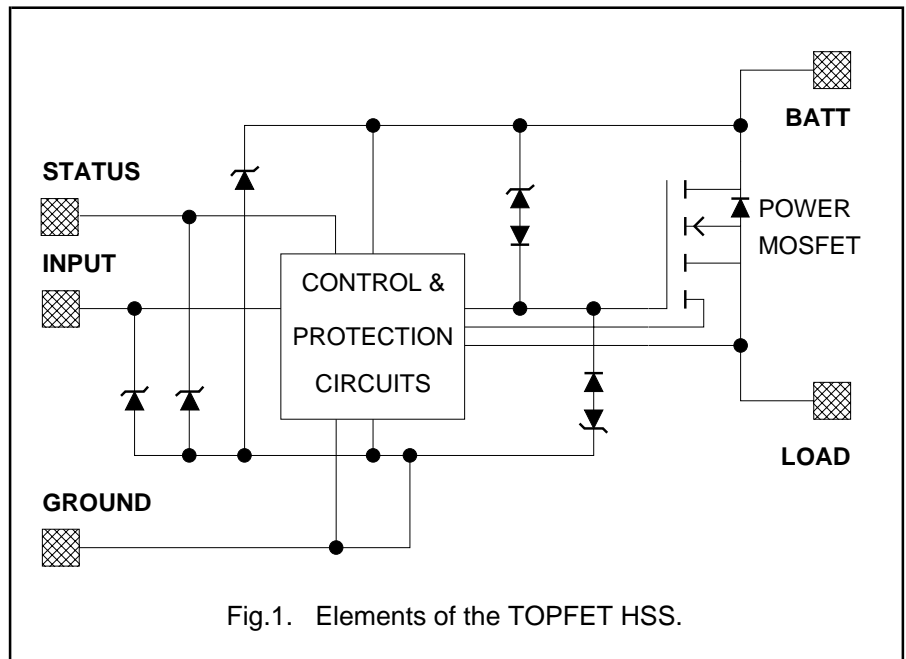 BATT
STATUS
POWER
MOSFET
INPUT
CONTROL &
PROTECTION
CIRCUITS
LOAD
GROUND
Fig.1. Elements of the TOPFET HSS.